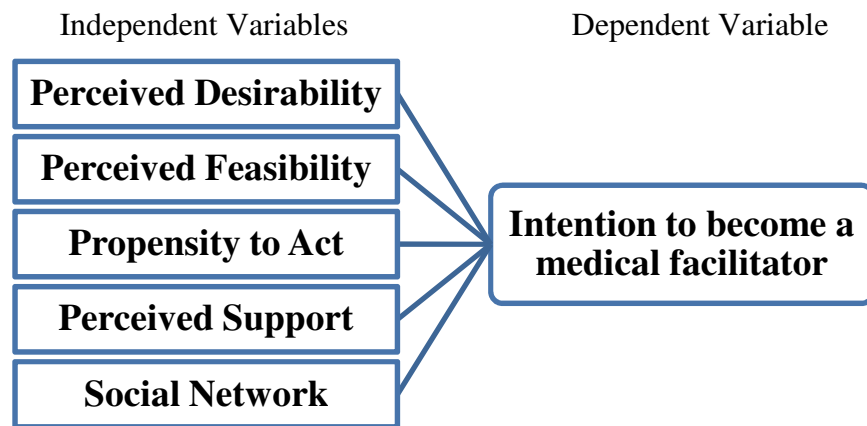 Independent Variables
Dependent Variable
Perceived Desirability
Perceived Feasibility
Propensity to Act
Perceived Support
Social Network
Intention to become a
medical facilitator